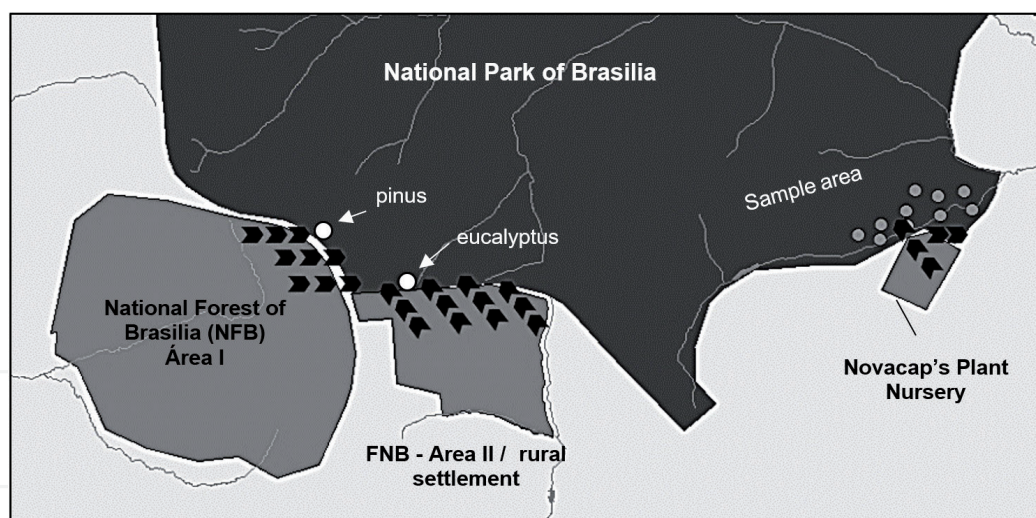 National Park of Brasilia
pinus
Sample area
eucalyptus
National Forest of
Brasilia (NFB)
Área I
Novacap's Plant
Nursery
FNB - Area II / rural
settlement